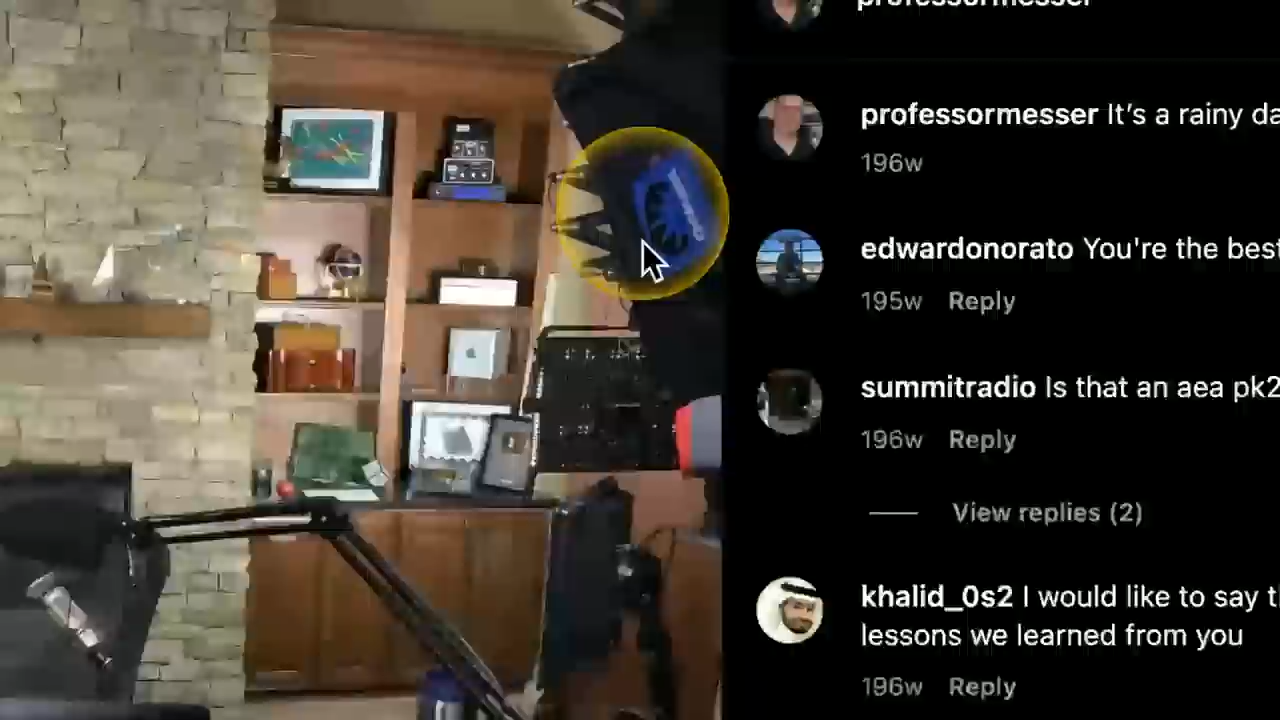 professormesser
professormesser It's a rainy da
196w
edwardonorato You're the best
195w Reply
summitradio Is that an aea pk2
196w Reply
View replies (2)
khalid_0s2 I would like to say t
lessons we learned from you
196w Reply